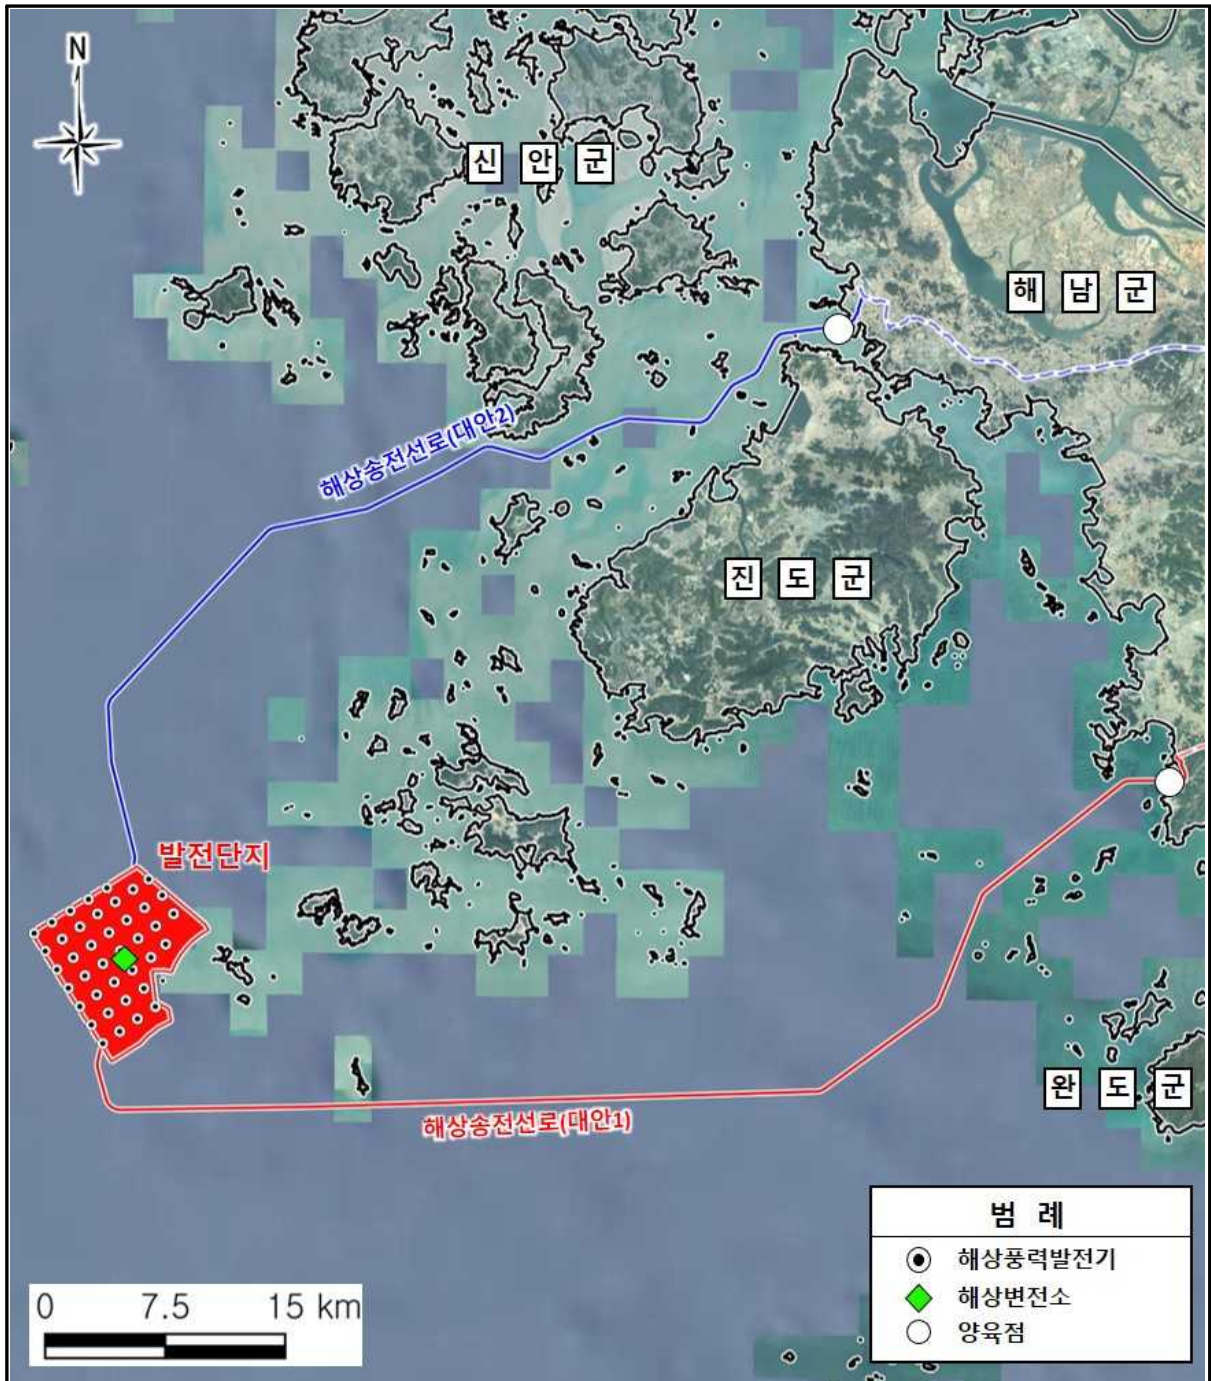 N
신 안 군
해 남 군
해상송전선로(대안2)
진 도 군
발전단지
완 도 군
해상송전선로(대안1)
범 례
해상풍력발전기
해상변전소
양육점
0 7.5 15 km